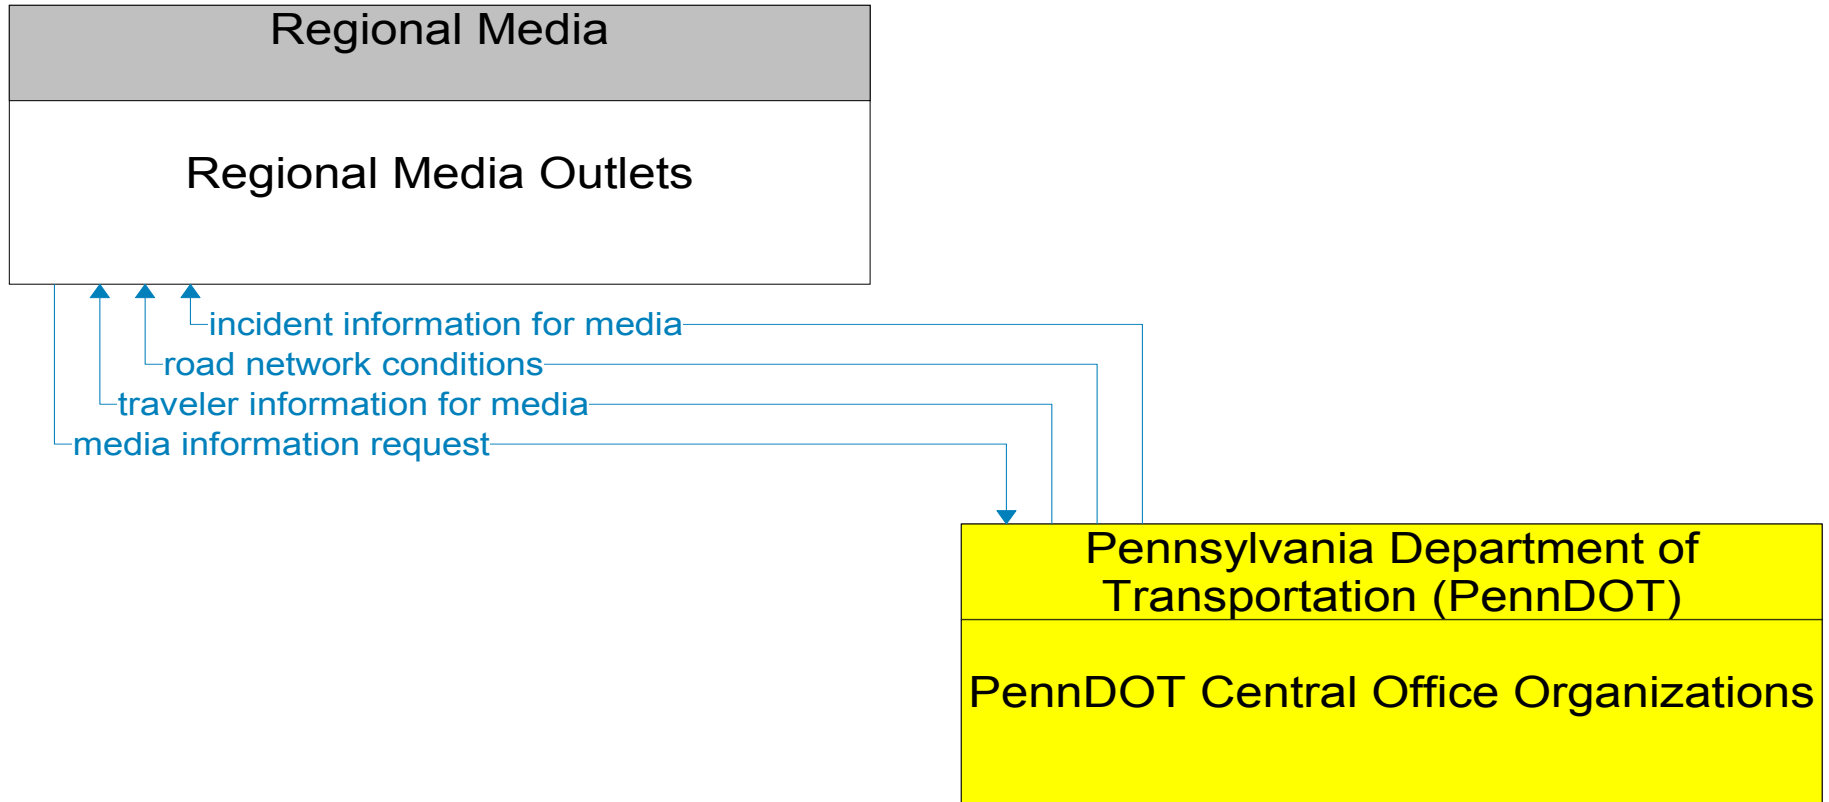 Regional Media
Regional Media Outlets
incident information for media
road network conditions
traveler information for media
media information request
Pennsylvania Department of
Transportation (PennDOT)
PennDOT Central Office Organizations